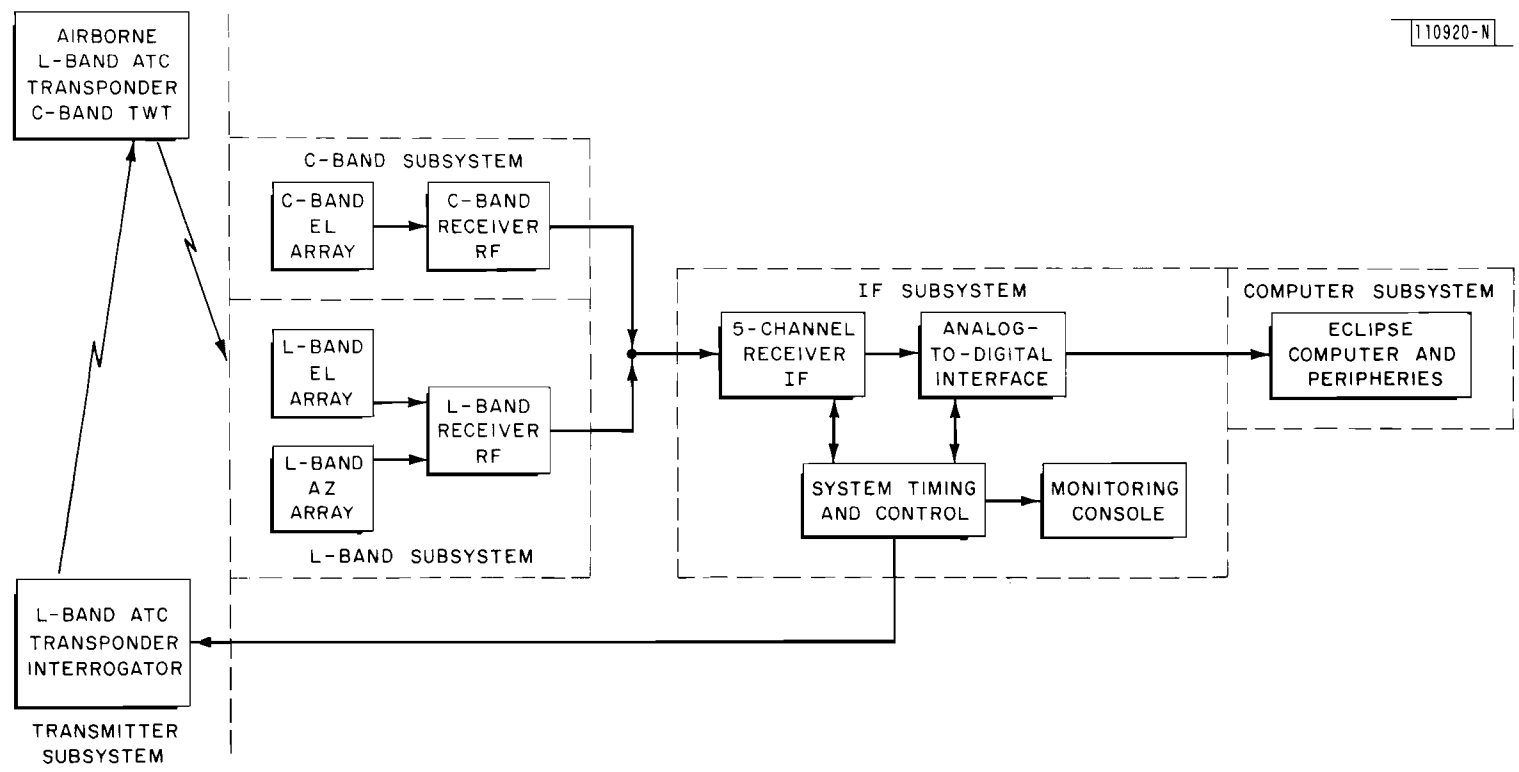 110920-N
AIRBORNE
L-BAND ATC
TRANSPONDER
C-BAND TWT
C-BAND SUBSYSTEM
C-BAND
EL
ARRAY
C-BAND
RECEIVER
RF
L-BAND
EL
ARRAY
L-BAND
AZ
ARRAY
L-BAND
RECEIVER
RF
L-BAND SUBSYSTEM
IF SUBSYSTEM
5-CHANNEL
RECEIVER
IF
ANALOG-
TO-DIGITAL
INTERFACE
SYSTEM TIMING
AND CONTROL
MONITORING
CONSOLE
COMPUTER SUBSYSTEM
ECLIPSE
COMPUTER AND
PERIPHERIES
L-BAND ATC
TRANSPONDER
INTERROGATOR
TRANSMITTER
SUBSYSTEM